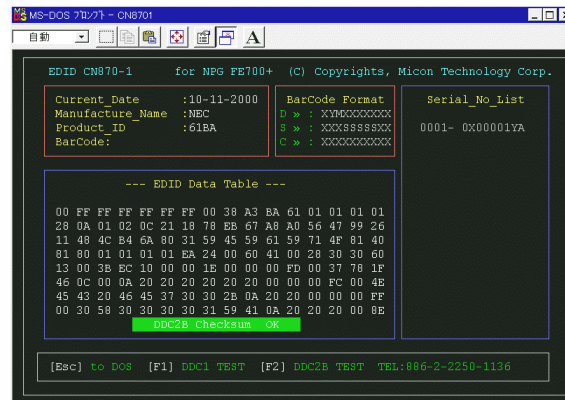 MS-DOS プロンプト - CN8701
自動
A
EDID CN870-1 for NPG FE700+ (C) Copyrights, Micon Technology Corp.
Current_Date :10-11-2000
Manufacture_Name :NEC
Product_ID :61BA
BarCode:
BarCode Format
D » : XYMXXXXXXX
S » : XXXSSSSSXX
C » : XXXXXXXXXX
Serial_No_List
0001- 0X00001YA
--- EDID Data Table ---
00 FF FF FF FF FF FF 00 38 A3 BA 61 01 01 01 01
28 0A 01 02 0C 21 18 78 EB 67 A8 A0 56 47 99 26
11 48 4C B4 6A 80 31 59 45 59 61 59 71 4F 81 40
81 80 01 01 01 01 EA 24 00 60 41 00 28 30 30 60
13 00 3B EC 10 00 00 1E 00 00 00 FD 00 37 78 1F
46 0C 00 0A 20 20 20 20 20 20 00 00 00 FC 00 4E
45 43 20 46 45 37 30 30 2B 0A 20 20 00 00 00 FF
00 30 58 30 30 30 30 31 59 41 0A 20 20 20 00 8E
DDC2B Checksum OK
[Esc] to DOS [F1] DDC1 TEST [F2] DDC2B TEST TEL:886-2-2250-1136